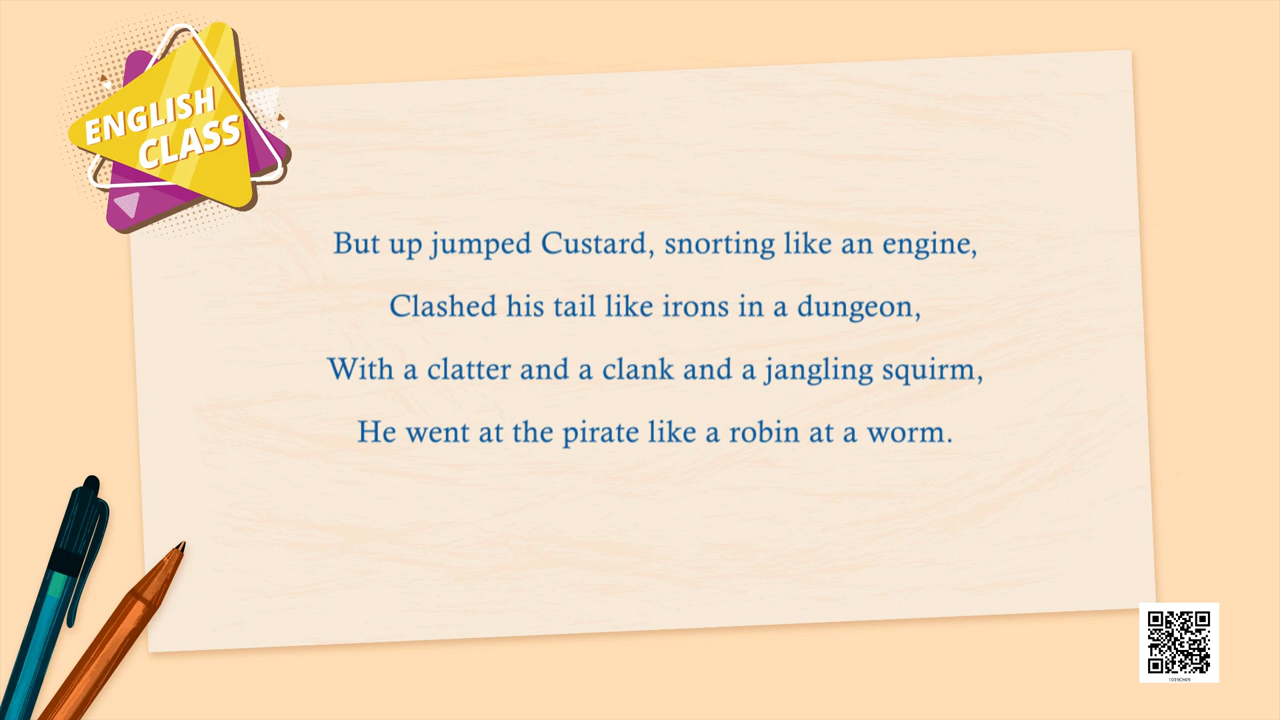 ENGLISH
CLASS
But up jumped Custard, snorting like an engine,
Clashed his tail like irons in a dungeon,
With a clatter and a clank and a jangling squirm,
He went at the pirate like a robin at a worm.